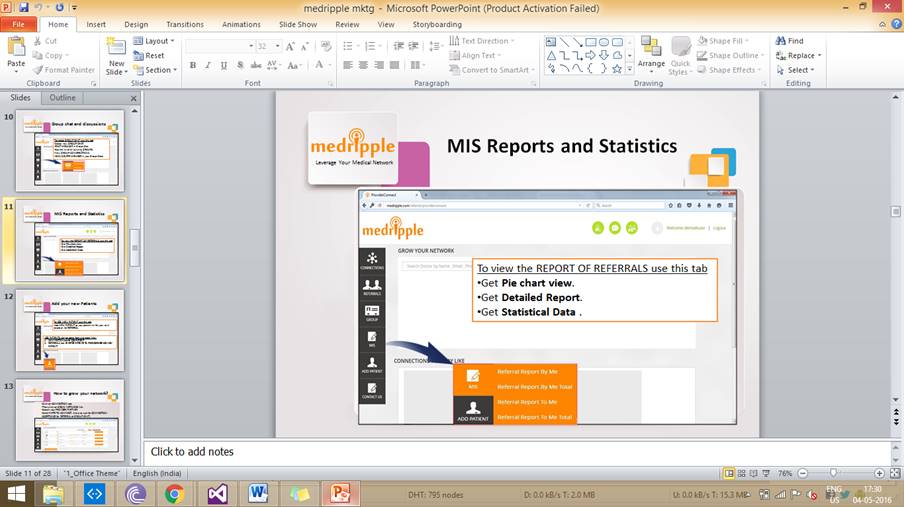 medripple mktg - Microsoft PowerPoint (Product Activation Failed)
File Home Insert Design Transitions Animations Slide Show Review View Storyboarding
Paste
Cut
Copy
Format Painter
Clipboard
New Slide
Layout
Reset
Section
Slides
32
Font
Text Direction
Align Text
Convert to SmartArt
Paragraph
Arrange
Quick Styles
Shape Fill
Shape Outline
Shape Effects
Drawing
Find
Replace
Select
Editing
Slides Outline
10
Group chat and discussions
11
MIS Reports and Statistics
12
Add your new Patients
13
How to grow your network?
medripple
Leverage Your Medical Network
MIS Reports and Statistics
ProviderConnect
Search
medripple
Welcome demodoctor | Logout
GROW YOUR NETWORK
CONNECTIONS
REFERRALS
GROUP
MIS
ADD PATIENT
CONTACT US
To view the REPORT OF REFERRALS use this tab
•Get Pie chart view.
•Get Detailed Report.
•Get Statistical Data .
MIS
ADD PATIENT
Referral Report By Me
Referral Report By Me Total
Referral Report To Me
Referral Report To Me Total
Click to add notes
Slide 11 of 28 "1_Office Theme" English (India) 76%
DHT: 795 nodes D: 0.0 kB/s T: 2.0 MB U: 0.0 kB/s T: 15.3 M
ENG
US
17:30
04-05-2016